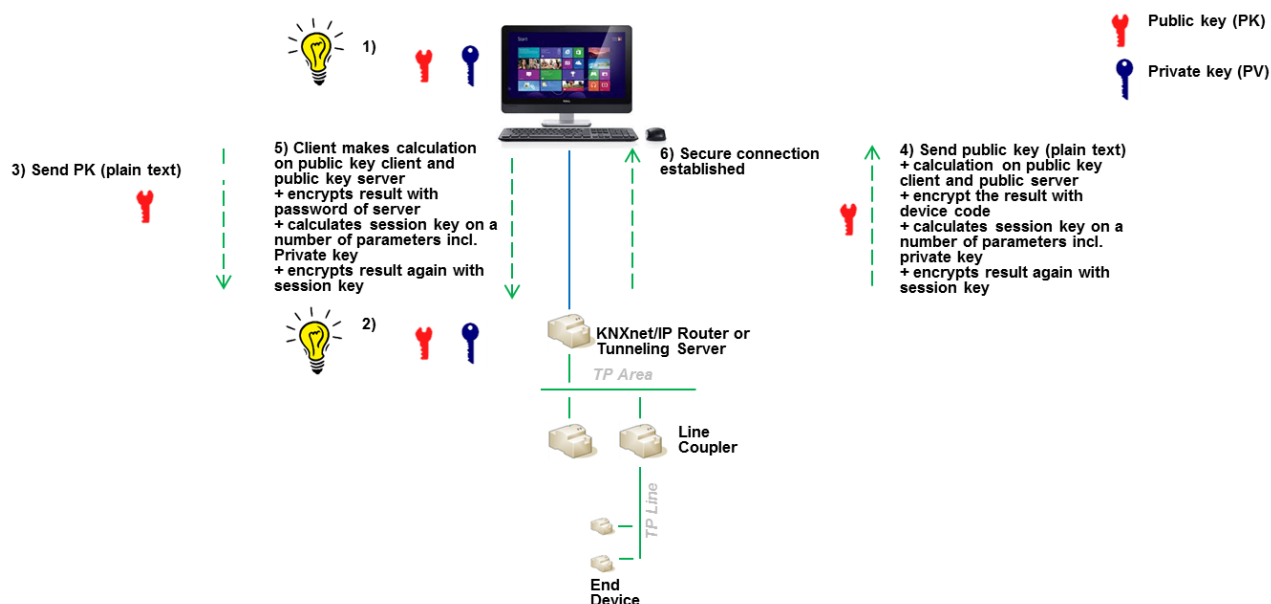 1)
Public key (PK)
Private key (PV)
Start
3) Send PK (plain text)
5) Client makes calculation
on public key client and
public key server
+ encrypts result with
password of server
+ calculates session key on a
number of parameters incl.
Private key
+ encrypts result again with
session key
6) Secure connection
established
4) Send public key (plain text)
+ calculation on public key
client and public server
+ encrypt the result with
device code
+ calculates session key on a
number of parameters incl.
private key
+ encrypts result again with
session key
2)
KNXnet/IP Router or
Tunneling Server
TP Area
Line
Coupler
TP Line
End
Device